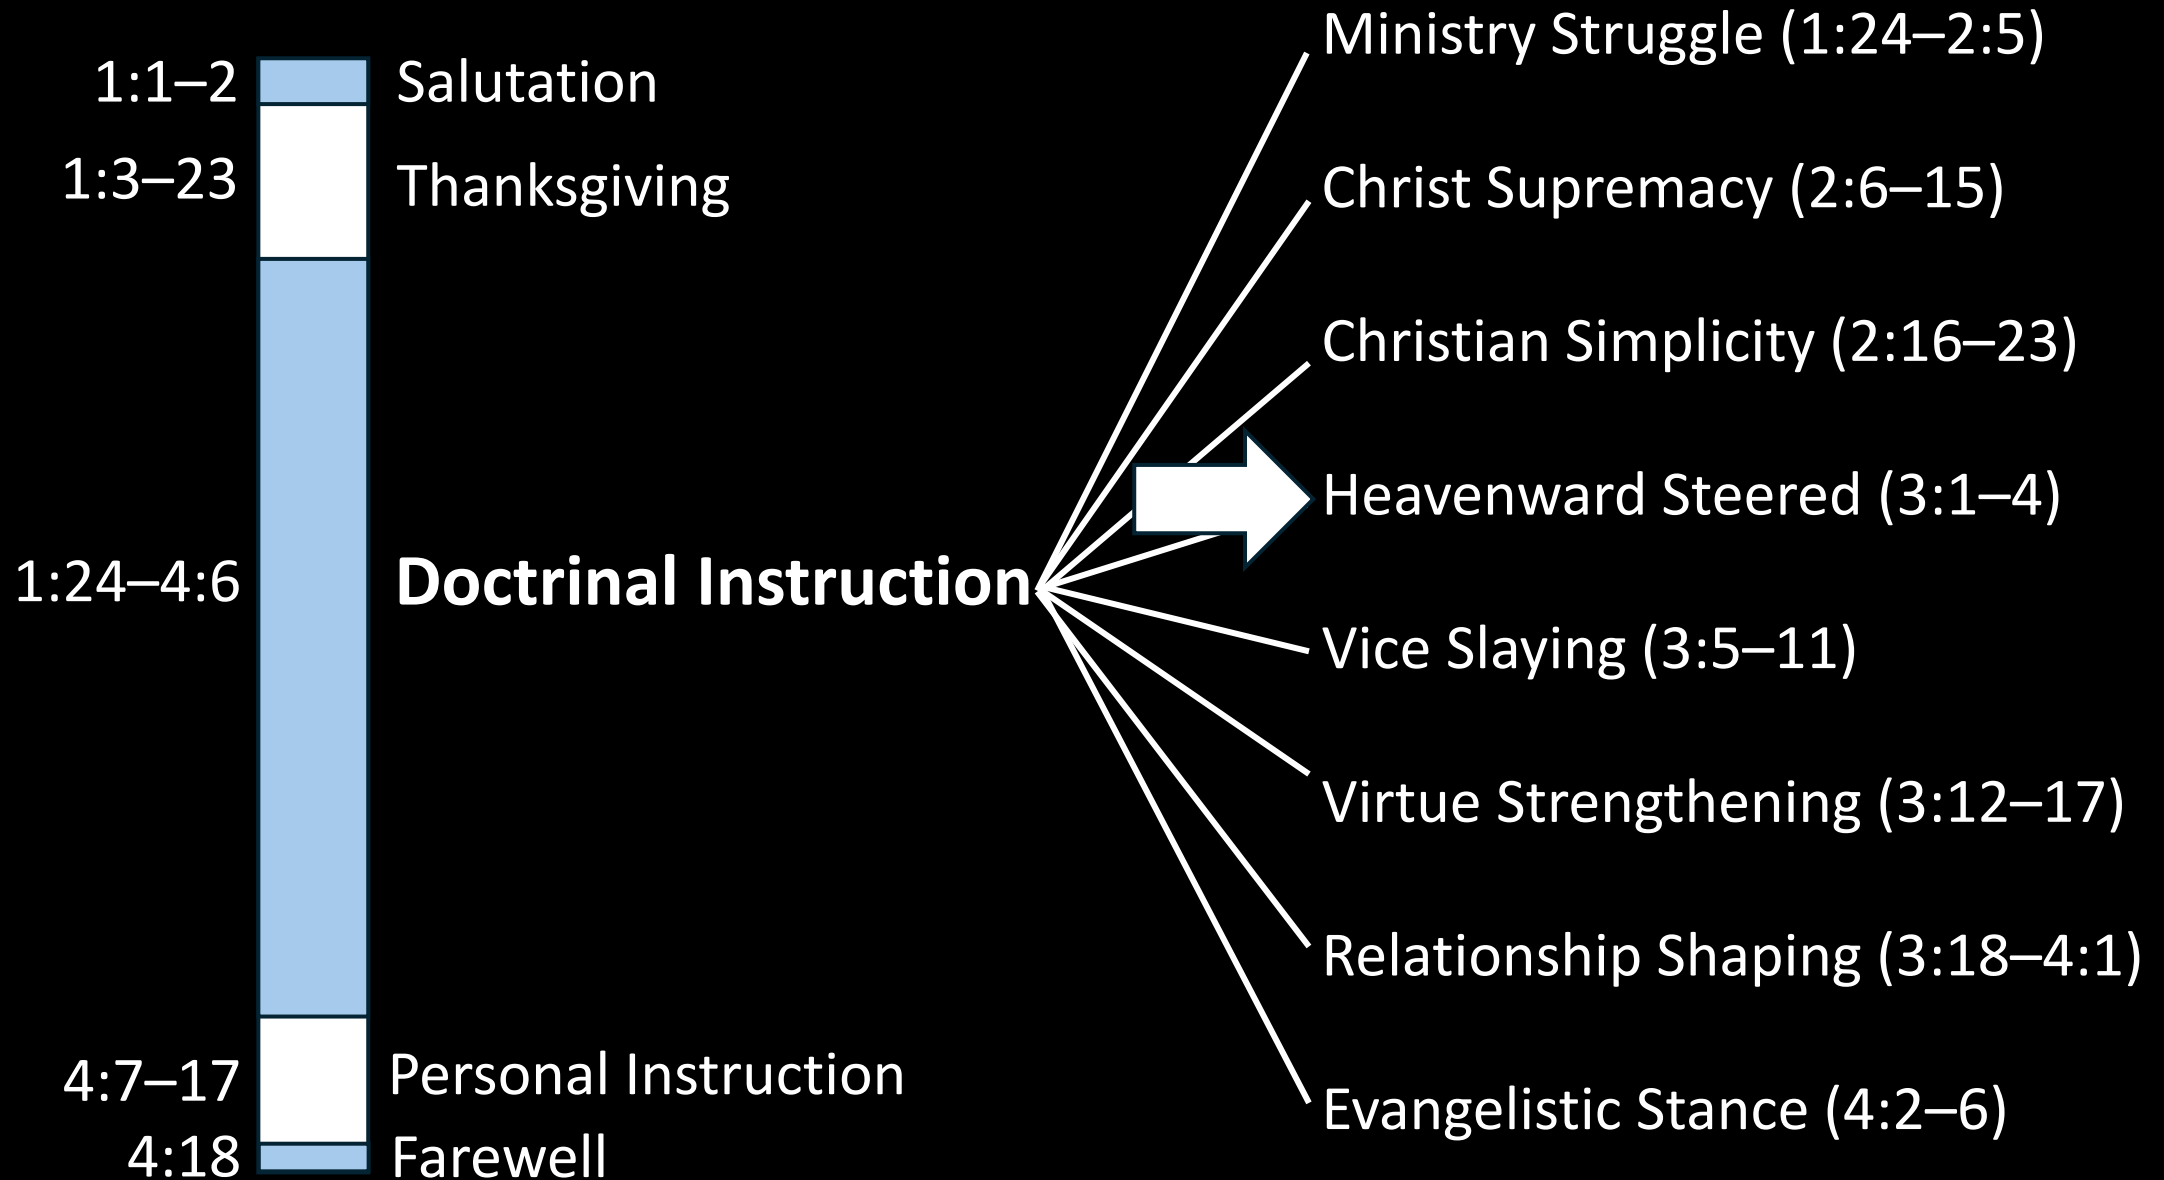 1:1–2 Salutation
1:3–23 Thanksgiving
1:24–4:6 Doctrinal Instruction
4:7–17 Personal Instruction
4:18 Farewell
Ministry Struggle (1:24–2:5)
Christ Supremacy (2:6–15)
Christian Simplicity (2:16–23)
Heavenward Steered (3:1–4)
Vice Slaying (3:5–11)
Virtue Strengthening (3:12–17)
Relationship Shaping (3:18–4:1)
Evangelistic Stance (4:2–6)